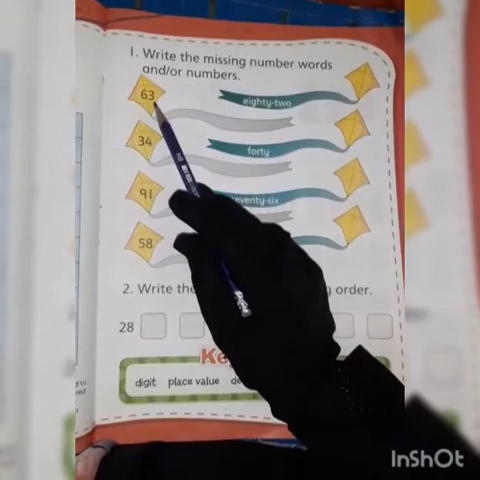 1. Write the missing number words
and/or numbers.
63
eighty-two
34
forty
91
58
2. Write the
order.
28
digit place value
InShOt